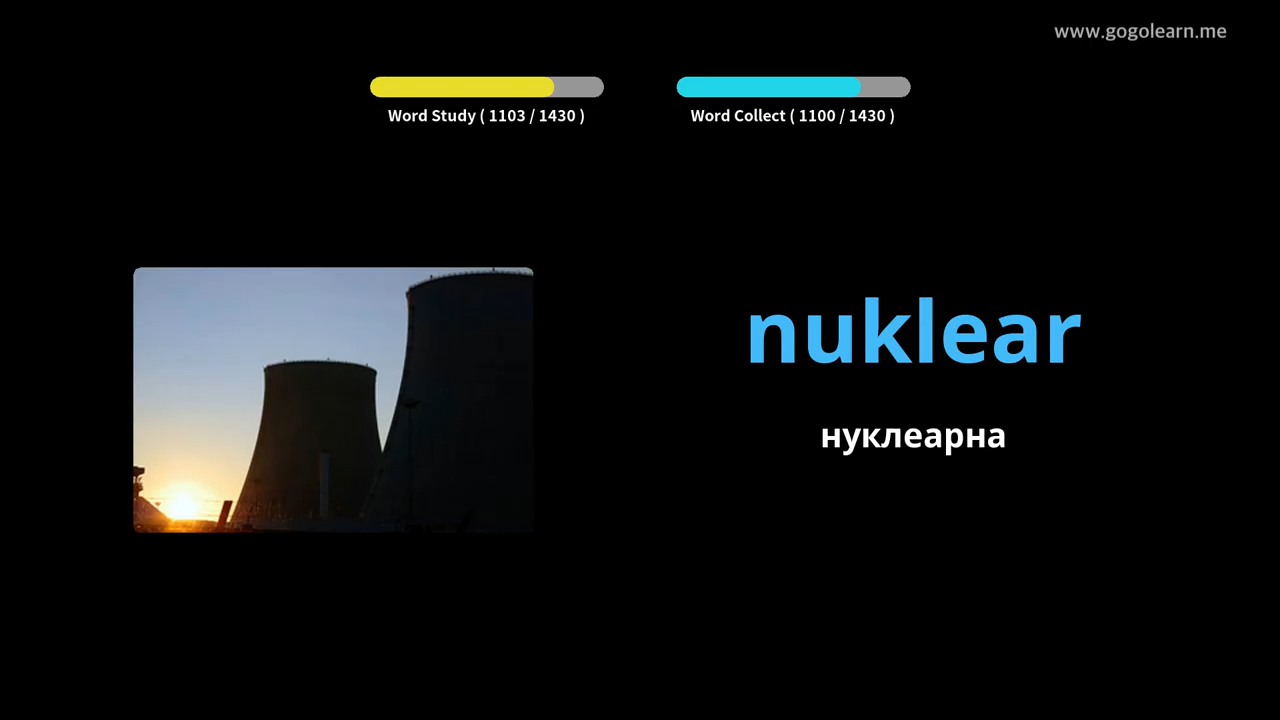 www.gogolearn.me
Word Study ( 1103 / 1430 )
Word Collect ( 1100 / 1430 )
nuklear
нуклеарна